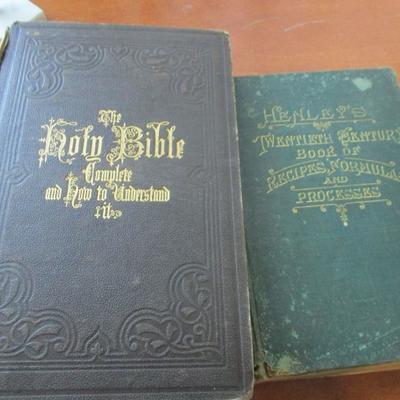 The
Holy Bible
Complete
and How to Understand
it
HENLEY'S
TWENTIETH CENTURY
BOOK OF
RECIPES, FORMULAS
AND
PROCESSES